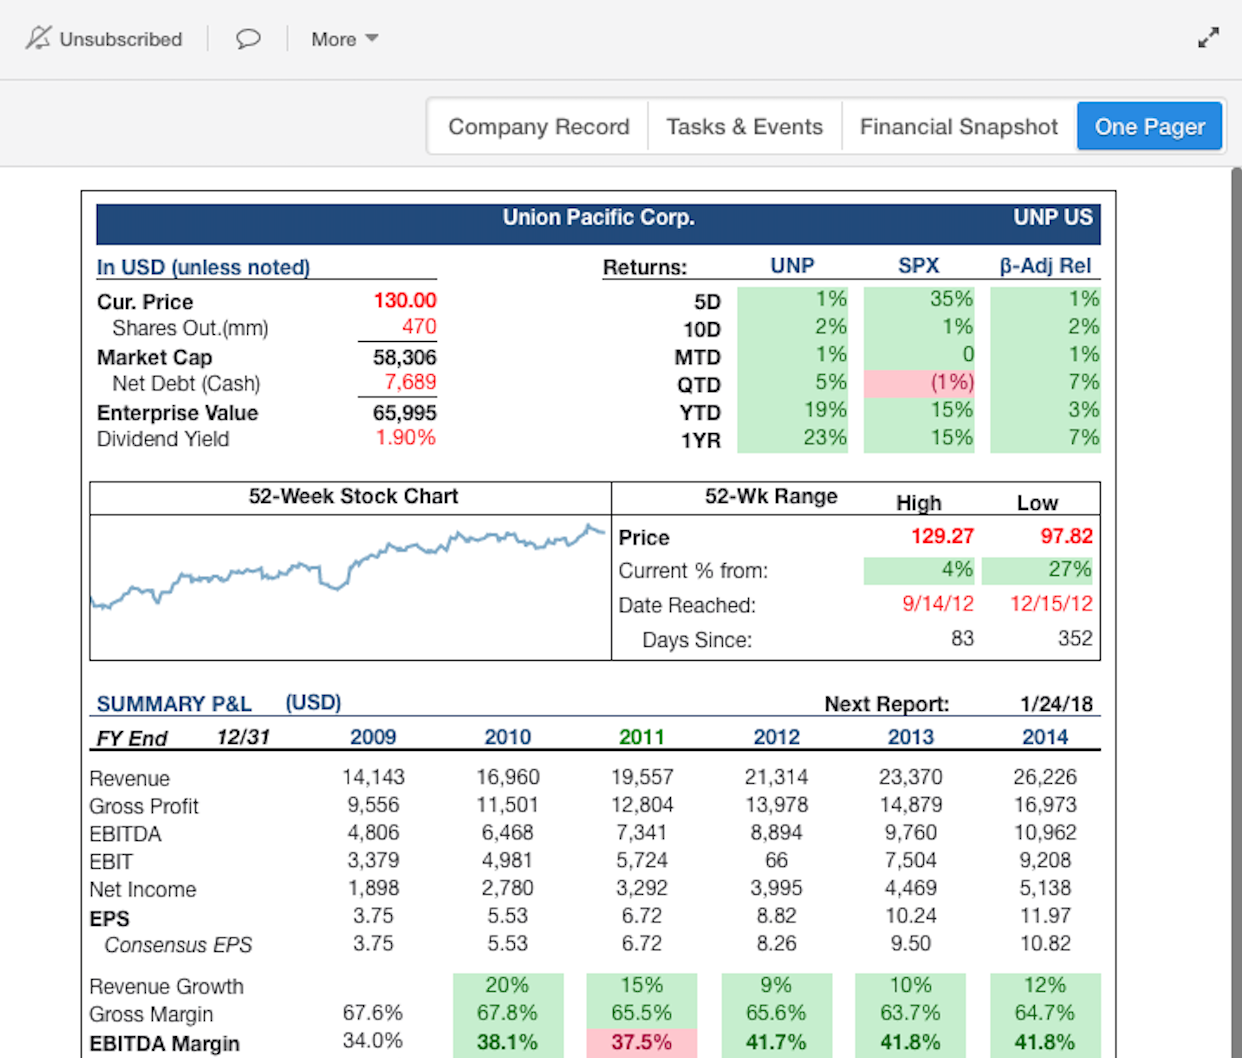 Unsubscribed More
Company Record Tasks & Events Financial Snapshot One Pager
Union Pacific Corp. UNP US
In USD (unless noted) Returns: UNP SPX β-Adj Rel
Cur. Price 130.00 5D 1% 35% 1%
Shares Out.(mm) 470 10D 2% 1% 2%
Market Cap 58,306 MTD 1% 0 1%
Net Debt (Cash) 7,689 QTD 5% (1%) 7%
Enterprise Value 65,995 YTD 19% 15% 3%
Dividend Yield 1.90% 1YR 23% 15% 7%
52-Week Stock Chart 52-Wk Range High Low
Price 129.27 97.82
Current % from: 4% 27%
Date Reached: 9/14/12 12/15/12
Days Since: 83 352
SUMMARY P&L (USD) Next Report: 1/24/18
FY End 12/31 2009 2010 2011 2012 2013 2014
Revenue 14,143 16,960 19,557 21,314 23,370 26,226
Gross Profit 9,556 11,501 12,804 13,978 14,879 16,973
EBITDA 4,806 6,468 7,341 8,894 9,760 10,962
EBIT 3,379 4,981 5,724 66 7,504 9,208
Net Income 1,898 2,780 3,292 3,995 4,469 5,138
EPS 3.75 5.53 6.72 8.82 10.24 11.97
Consensus EPS 3.75 5.53 6.72 8.26 9.50 10.82
Revenue Growth 20% 15% 9% 10% 12%
Gross Margin 67.6% 67.8% 65.5% 65.6% 63.7% 64.7%
EBITDA Margin 34.0% 38.1% 37.5% 41.7% 41.8% 41.8%